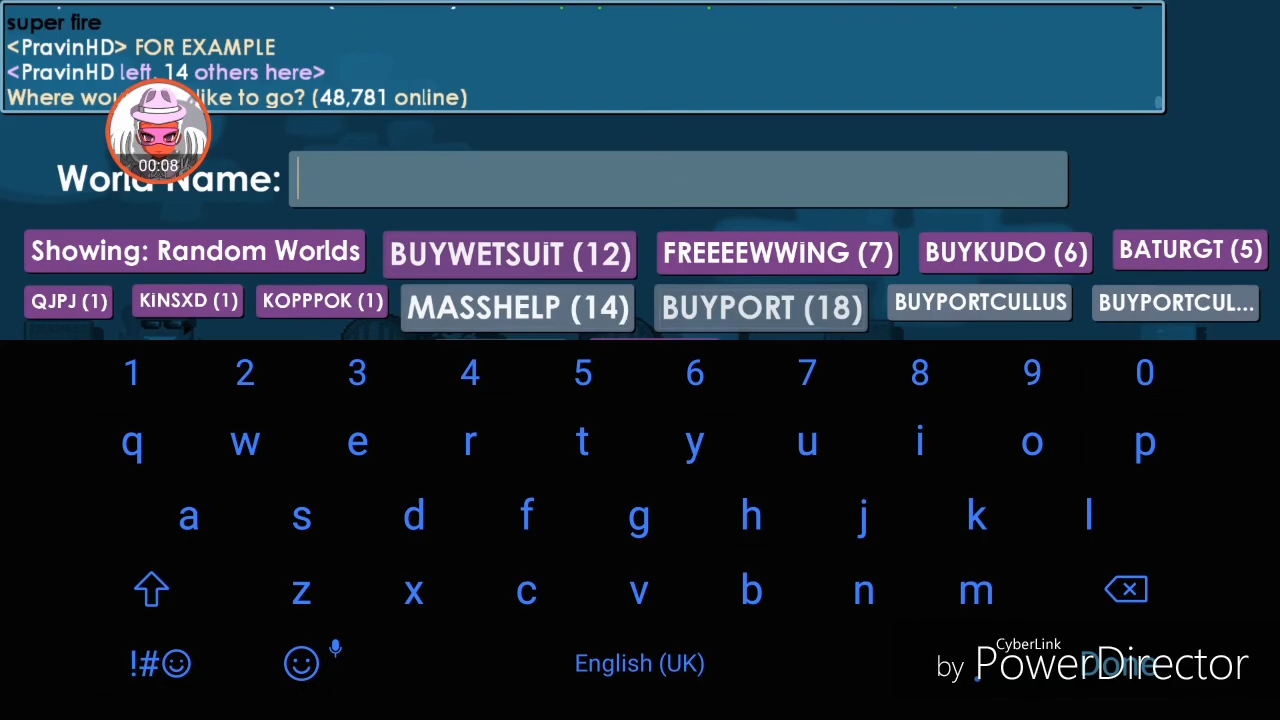 super fire
<PravinHD> FOR EXAMPLE
<PravinHD left, 14 others here>
Where wou like to go? (48,781 online)
00:08
World Name:
Showing: Random Worlds BUYWETSUiT (12) FREEEEWWiNG (7) BUYKUDO (6) BATURGT (5)
QJPJ (1) KiNSXD (1) KOPPPOK (1) MASSHELP (14) BUYPORT (18) BUYPORTCULLUS BUYPORTCUL...
1 2 3 4 5 6 7 8 9 0
q w e r t y u i o p
a s d f g h j k l
z x c v b n m
!#☺ English (UK) Done
CyberLink
by PowerDirector